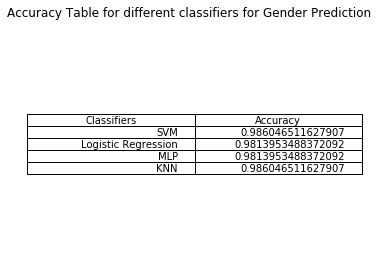 Accuracy Table for different classifiers for Gender Prediction
Classifiers Accuracy
SVM 0.986046511627907
Logistic Regression 0.9813953488372092
MLP 0.9813953488372092
KNN 0.986046511627907